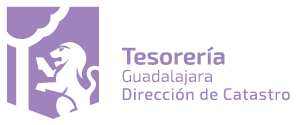 Tesorería
Guadalajara
Dirección de Catastro